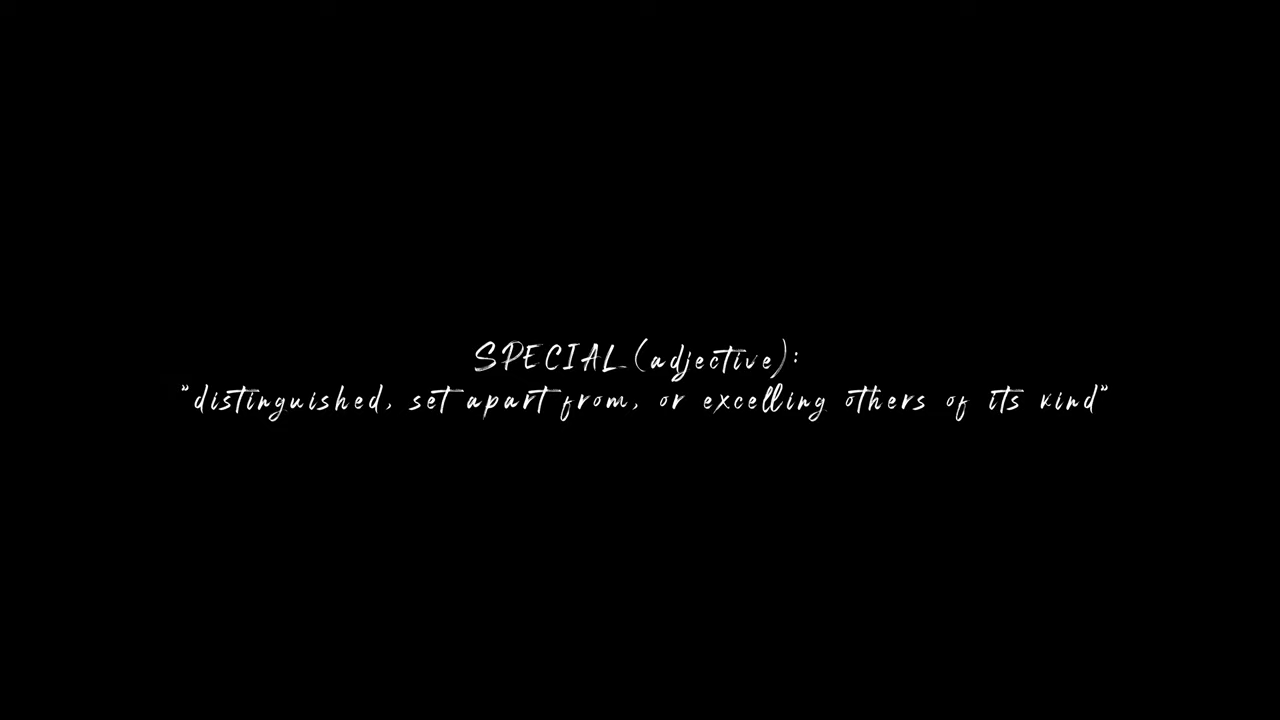 SPECIAL (adjective):
"distinguished, set apart from, or excelling others of its kind"